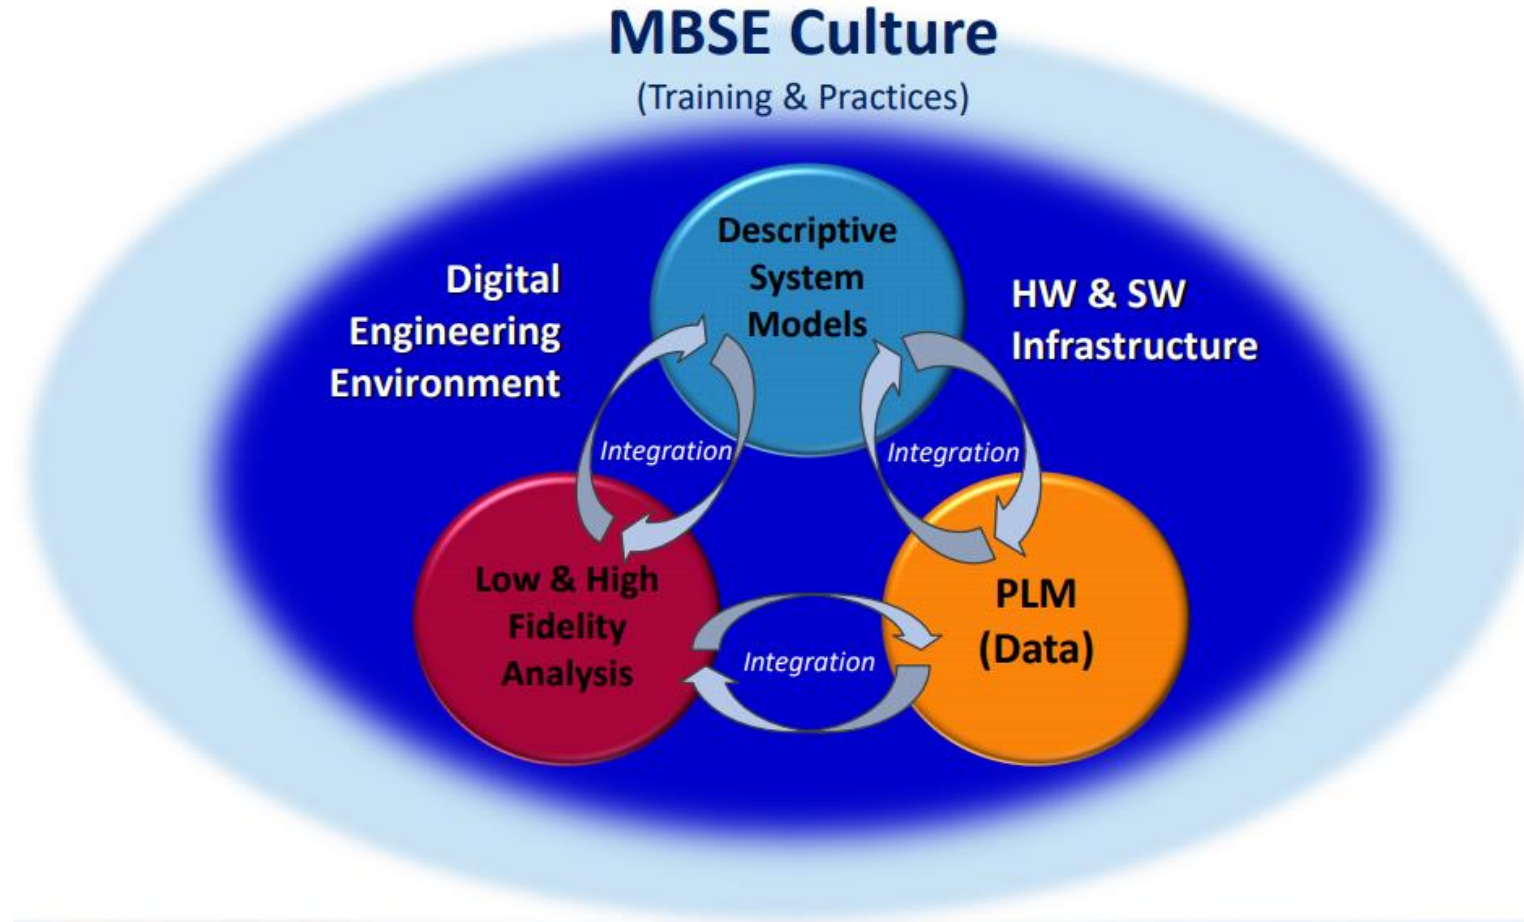 MBSE Culture
(Training & Practices)
Descriptive
System
Models
Digital
Engineering
Environment
HW & SW
Infrastructure
Integration
Integration
Low & High
Fidelity
Analysis
PLM
(Data)
Integration